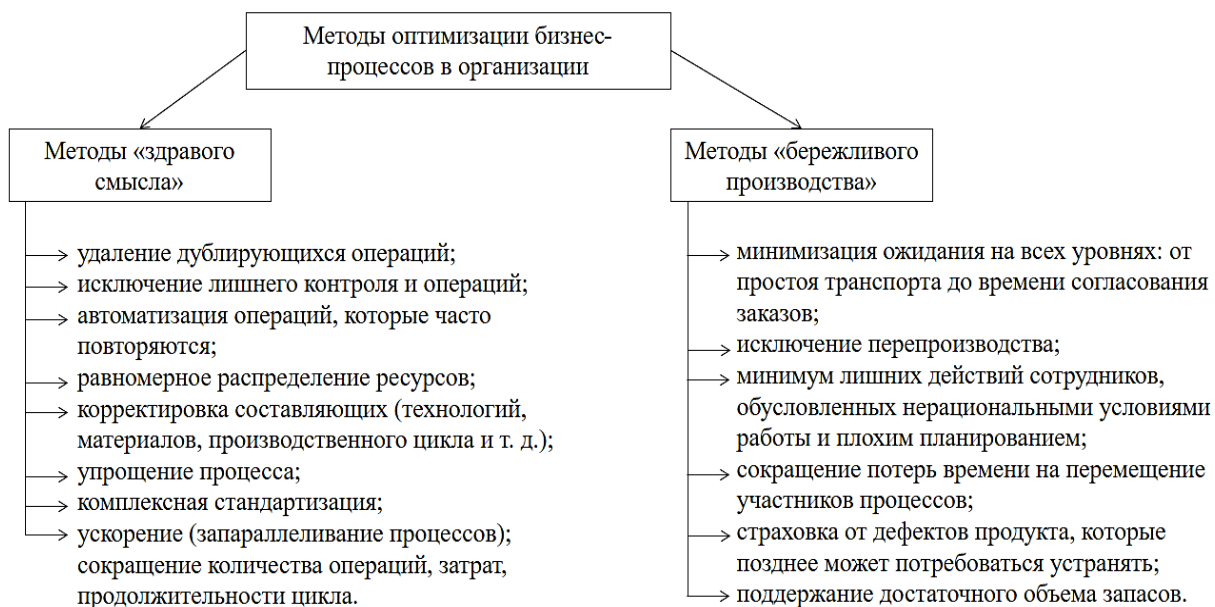 Методы оптимизации бизнес-
процессов в организации
Методы «здравого
смысла»
удаление дублирующихся операций;
исключение лишнего контроля и операций;
автоматизация операций, которые часто
повторяются;
равномерное распределение ресурсов;
корректировка составляющих (технологий,
материалов, производственного цикла и т. д.);
упрощение процесса;
комплексная стандартизация;
ускорение (запараллеливание процессов);
сокращение количества операций, затрат,
продолжительности цикла.
Методы «бережливого
производства»
минимизация ожидания на всех уровнях: от
простоя транспорта до времени согласования
заказов;
исключение перепроизводства;
минимум лишних действий сотрудников,
обусловленных нерациональными условиями
работы и плохим планированием;
сокращение потерь времени на перемещение
участников процессов;
страховка от дефектов продукта, которые
позднее может потребоваться устранять;
поддержание достаточного объема запасов.